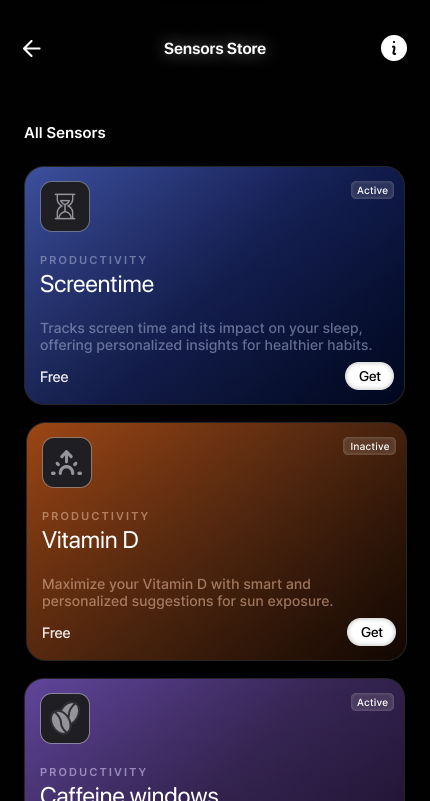 Sensors Store
All Sensors
Active
PRODUCTIVITY
Screentime
Tracks screen time and its impact on your sleep,
offering personalized insights for healthier habits.
Free
Get
Inactive
PRODUCTIVITY
Vitamin D
Maximize your Vitamin D with smart and
personalized suggestions for sun exposure.
Free
Get
Active
PRODUCTIVITY
Caffeine windows